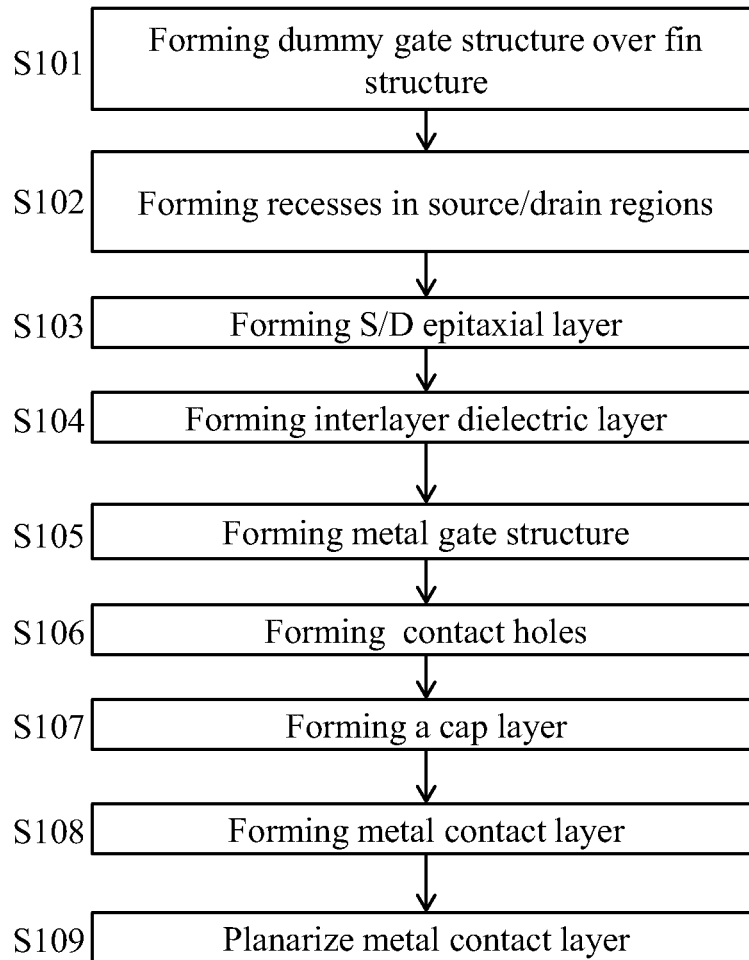 S101
Forming dummy gate structure over fin
structure
S102
Forming recesses in source/drain regions
S103
Forming S/D epitaxial layer
S104
Forming interlayer dielectric layer
S105
Forming metal gate structure
S106
Forming contact holes
S107
Forming a cap layer
S108
Forming metal contact layer
S109
Planarize metal contact layer